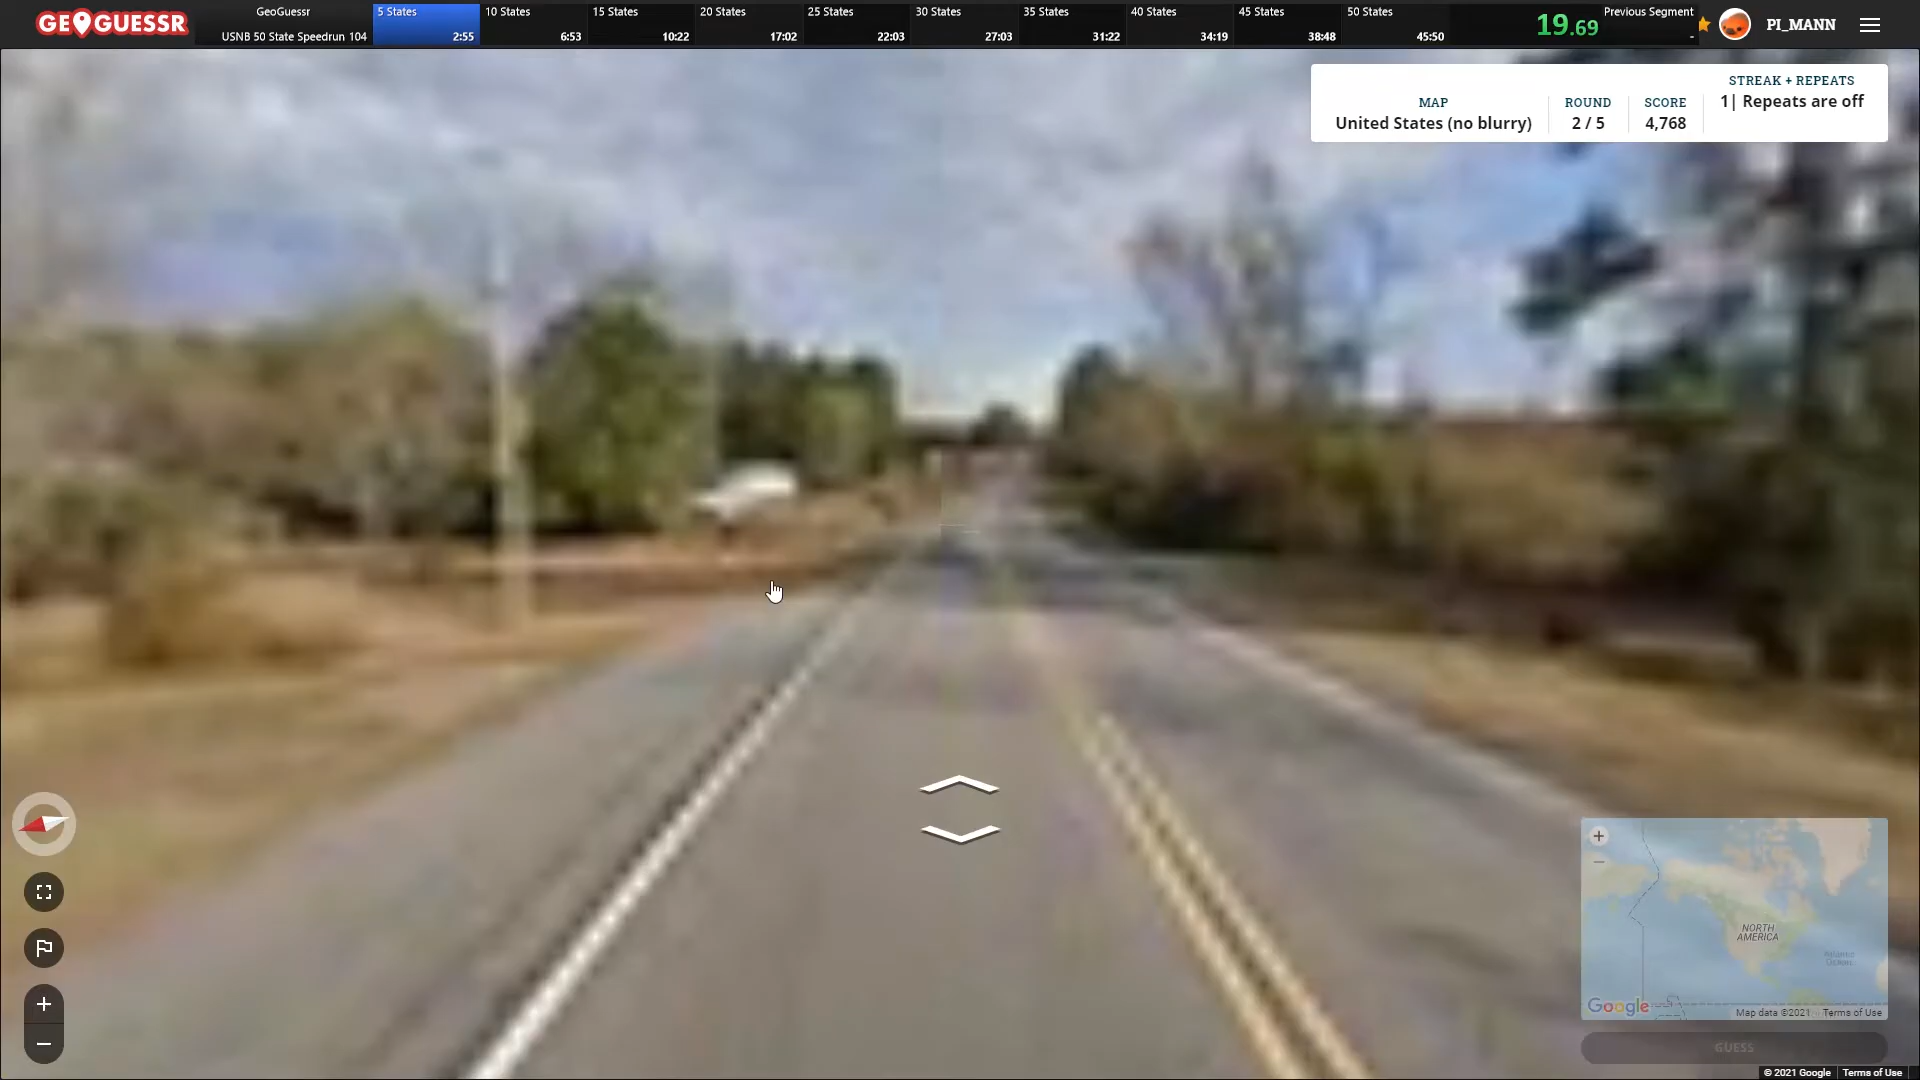 GEOGUESSR
GeoGuessr
USNB 50 State Speedrun 104
5 States
2:55
10 States
6:53
15 States
10:22
20 States
17:02
25 States
22:03
30 States
27:03
35 States
31:22
40 States
34:19
45 States
38:48
50 States
45:50
19.69
Previous Segment
-
PI_MANN
MAP
United States (no blurry)
ROUND
2 / 5
SCORE
4,768
STREAK + REPEATS
1| Repeats are off
NORTH
AMERICA
Atlantic
Ocean
Google
Map data ©2021
Terms of Use
GUESS
© 2021 Google
Terms of Use